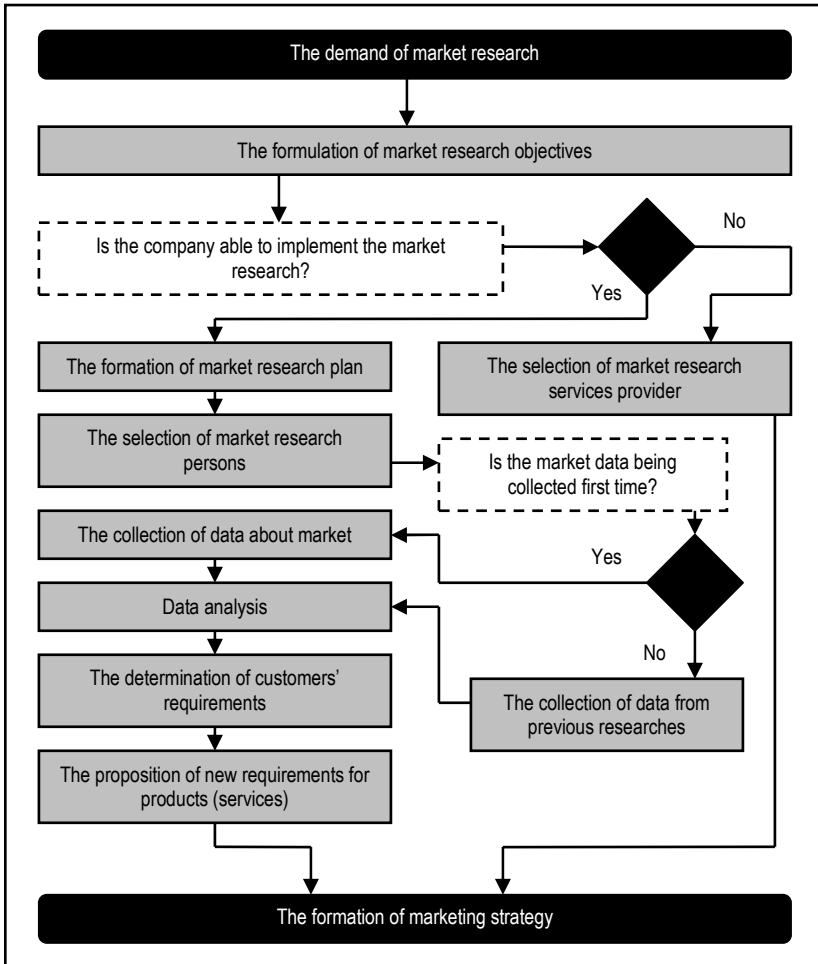 The demand of market research
The formulation of market research objectives
Is the company able to implement the market
research?
No
Yes
The formation of market research plan
The selection of market research
services provider
The selection of market research
persons
Is the market data being
collected first time?
The collection of data about market
Yes
Data analysis
No
The determination of customers’
requirements
The collection of data from
previous researches
The proposition of new requirements for
products (services)
The formation of marketing strategy